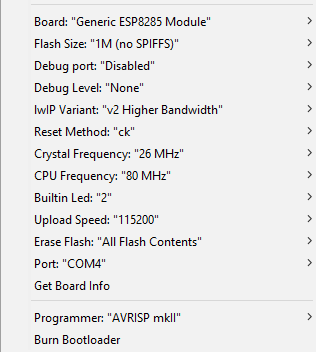 Board: "Generic ESP8285 Module"
Flash Size: "1M (no SPIFFS)"
Debug port: "Disabled"
Debug Level: "None"
lwIP Variant: "v2 Higher Bandwidth"
Reset Method: "ck"
Crystal Frequency: "26 MHz"
CPU Frequency: "80 MHz"
Builtin Led: "2"
Upload Speed: "115200"
Erase Flash: "All Flash Contents"
Port: "COM4"
Get Board Info
Programmer: "AVRISP mkII"
Burn Bootloader